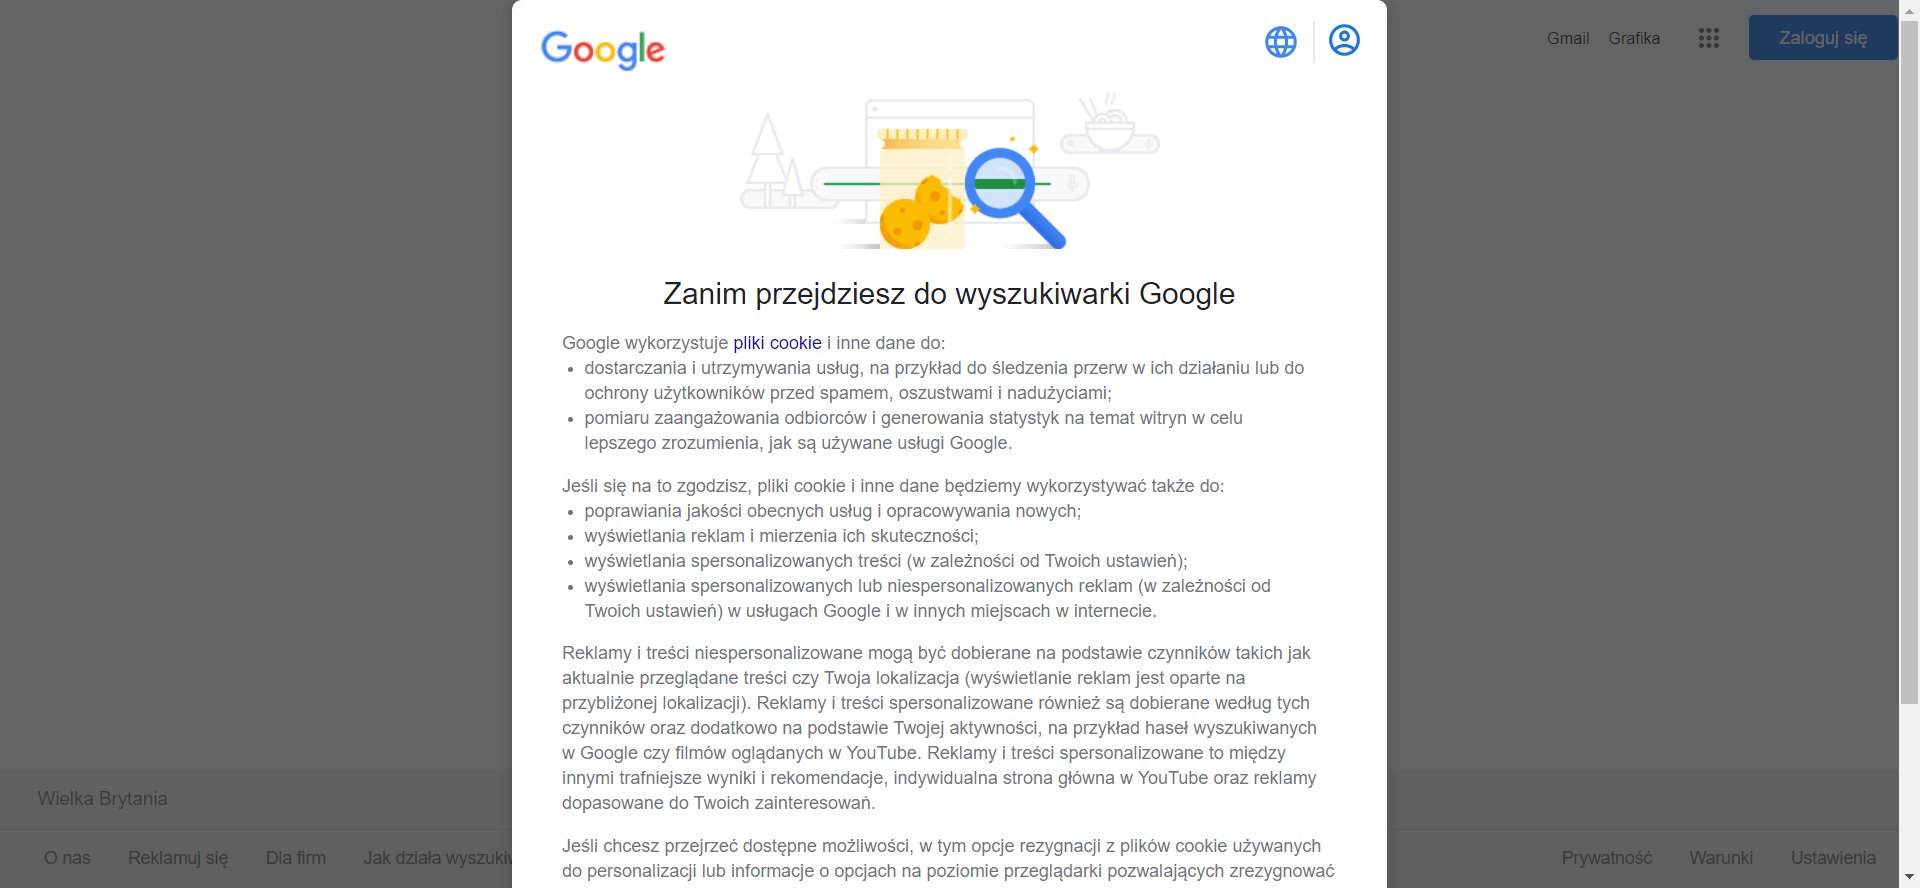 Google
Gmail Grafika Zaloguj się
Zanim przejdziesz do wyszukiwarki Google
Google wykorzystuje pliki cookie i inne dane do:
dostarczania i utrzymywania usług, na przykład do śledzenia przerw w ich działaniu lub do
ochrony użytkowników przed spamem, oszustwami i nadużyciami;
pomiaru zaangażowania odbiorców i generowania statystyk na temat witryn w celu
lepszego zrozumienia, jak są używane usługi Google.
Jeśli się na to zgodzisz, pliki cookie i inne dane będziemy wykorzystywać także do:
poprawiania jakości obecnych usług i opracowywania nowych;
wyświetlania reklam i mierzenia ich skuteczności;
wyświetlania spersonalizowanych treści (w zależności od Twoich ustawień);
wyświetlania spersonalizowanych lub niespersonalizowanych reklam (w zależności od
Twoich ustawień) w usługach Google i w innych miejscach w internecie.
Reklamy i treści niespersonalizowane mogą być dobierane na podstawie czynników takich jak
aktualnie przeglądane treści czy Twoja lokalizacja (wyświetlanie reklam jest oparte na
przybliżonej lokalizacji). Reklamy i treści spersonalizowane również są dobierane według tych
czynników oraz dodatkowo na podstawie Twojej aktywności, na przykład haseł wyszukiwanych
w Google czy filmów oglądanych w YouTube. Reklamy i treści spersonalizowane to między
innymi trafniejsze wyniki i rekomendacje, indywidualna strona główna w YouTube oraz reklamy
dopasowane do Twoich zainteresowań.
Jeśli chcesz przejrzeć dostępne możliwości, w tym opcje rezygnacji z plików cookie używanych
do personalizacji lub informacje o opcjach na poziomie przeglądarki pozwalających zrezygnować
Wielka Brytania
O nas Reklamuj się Dla firm Jak działa wyszukiw
Prywatność Warunki Ustawienia